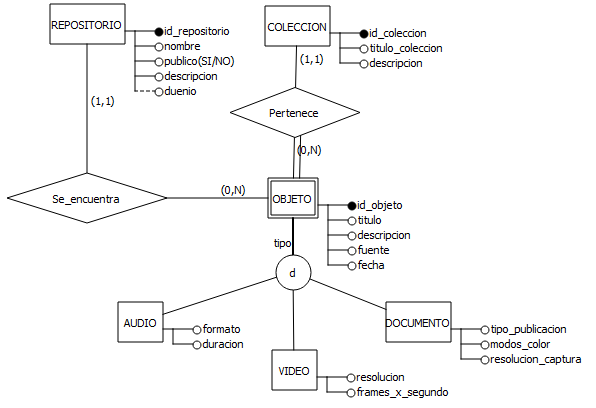 REPOSITORIO
id_repositorio
nombre
publico(SI/NO)
descripcion
duenio
COLECCION
id_coleccion
titulo_coleccion
descripcion
(1,1)
(1,1)
Pertenece
(0,N)
Se_encuentra
(0,N)
OBJETO
id_objeto
titulo
descripcion
fuente
fecha
tipo
d
AUDIO
formato
duracion
VIDEO
resolucion
frames_x_segundo
DOCUMENTO
tipo_publicacion
modos_color
resolucion_captura